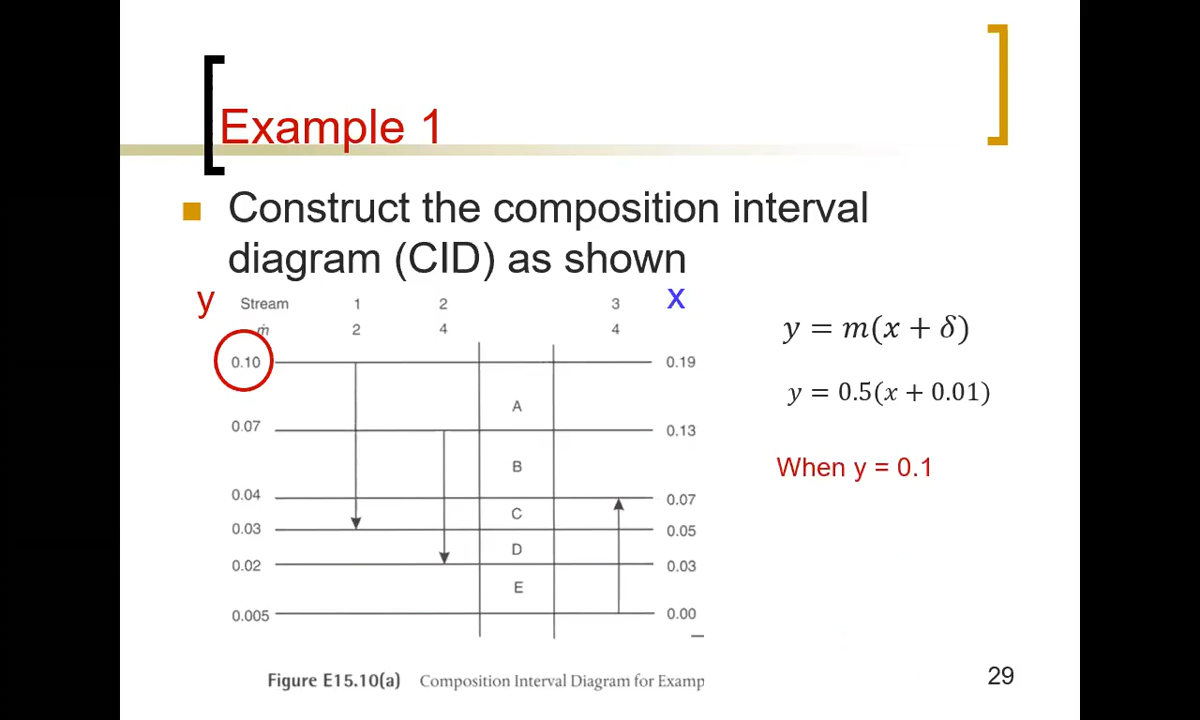 Example 1
Construct the composition interval
diagram (CID) as shown
y Stream 1 2 3 x
ṁ 2 4 4
0.10 0.19
A
0.07 0.13
B
0.04 0.07
C
0.03 0.05
D
0.02 0.03
E
0.005 0.00
y = m(x + δ)
y = 0.5(x + 0.01)
When y = 0.1
Figure E15.10(a) Composition Interval Diagram for Examp
29